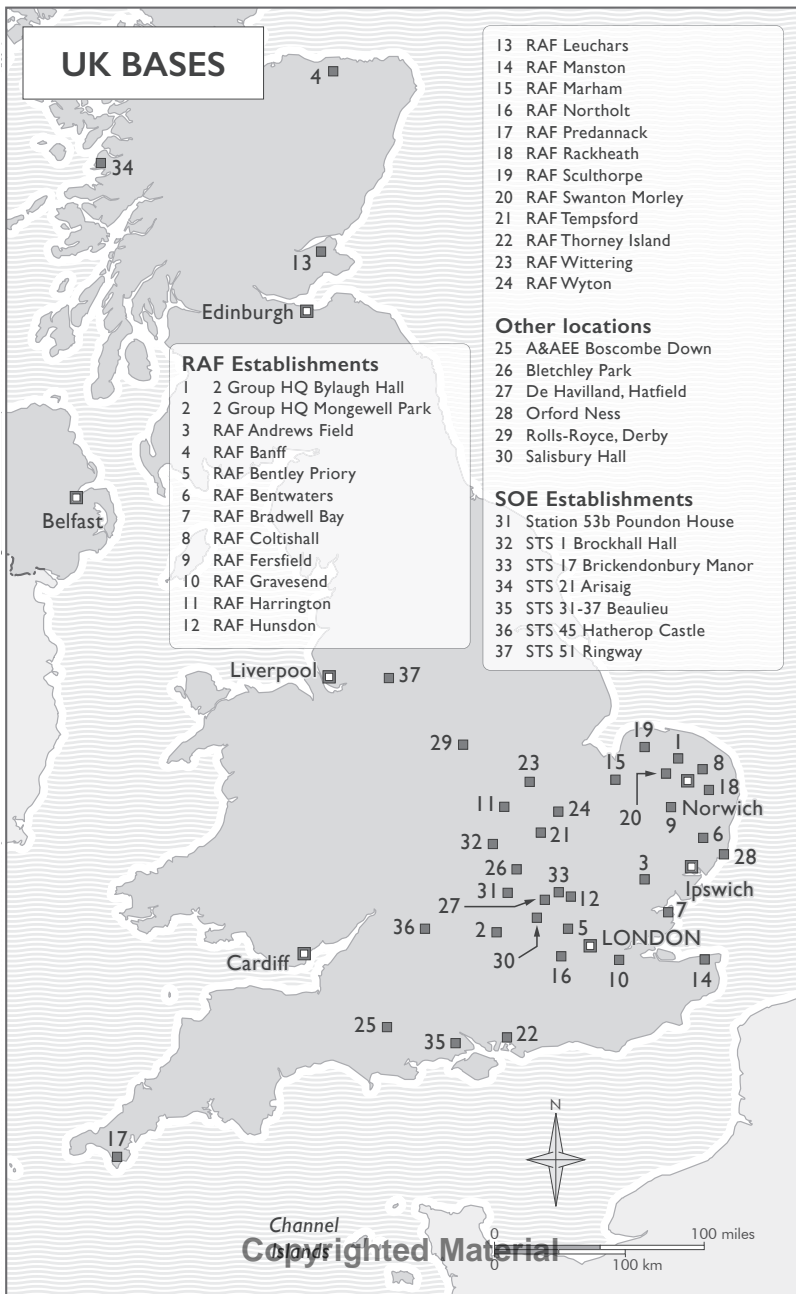 UK BASES
4
34
13
Edinburgh
13 RAF Leuchars
14 RAF Manston
15 RAF Marham
16 RAF Northolt
17 RAF Predannack
18 RAF Rackheath
19 RAF Sculthorpe
20 RAF Swanton Morley
21 RAF Tempsford
22 RAF Thorney Island
23 RAF Wittering
24 RAF Wyton
Other locations
25 A&AEE Boscombe Down
26 Bletchley Park
27 De Havilland, Hatfield
28 Orford Ness
29 Rolls-Royce, Derby
30 Salisbury Hall
SOE Establishments
31 Station 53b Poundon House
32 STS 1 Brockhall Hall
33 STS 17 Brickendonbury Manor
34 STS 21 Arisaig
35 STS 31-37 Beaulieu
36 STS 45 Hatherop Castle
37 STS 51 Ringway
RAF Establishments
1 2 Group HQ Bylaugh Hall
2 2 Group HQ Mongewell Park
3 RAF Andrews Field
4 RAF Banff
5 RAF Bentley Priory
6 RAF Bentwaters
7 RAF Bradwell Bay
8 RAF Coltishall
9 RAF Fersfield
10 RAF Gravesend
11 RAF Harrington
12 RAF Hunsdon
Belfast
Liverpool
37
29
19
1
23
15
8
18
11
24
20
Norwich
9
21
6
32
28
26
3
33
Ipswich
31
12
27
7
36
2
5
LONDON
Cardiff
30
16
10
14
25
35
22
17
N
Channel
Islands
0
100 miles
100 km
Copyrighted Material